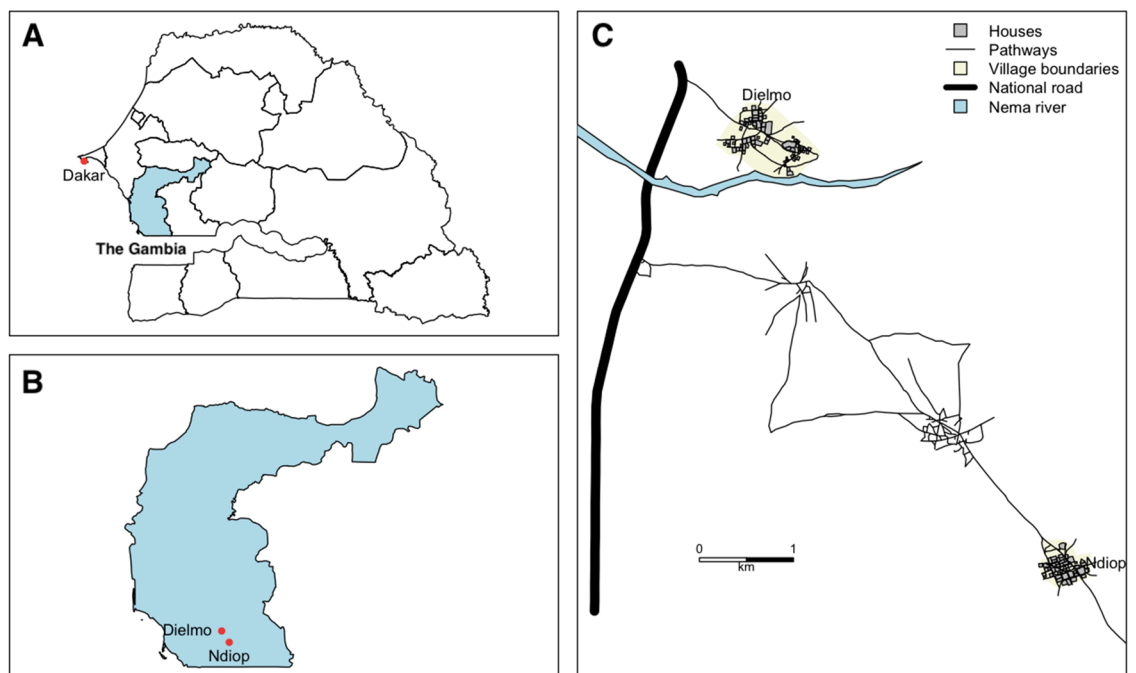 A
Dakar
The Gambia
B
Dielmo
Ndiop
C
Houses
Pathways
Village boundaries
National road
Nema river
Dielmo
0 1
km
Ndiop